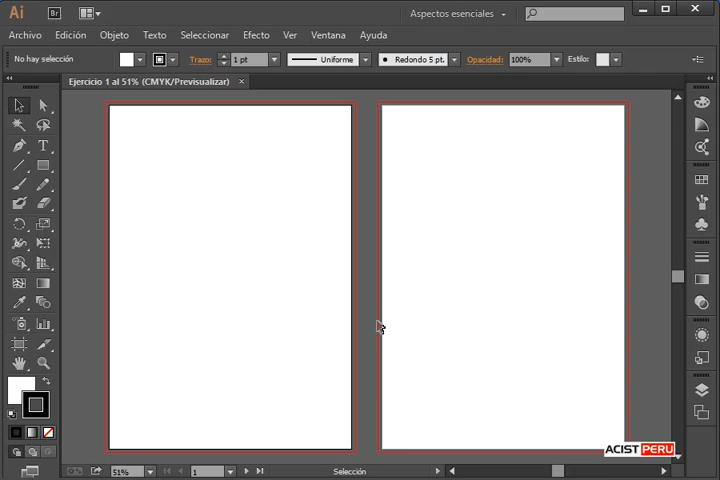 Ai Br Aspectos esenciales
Archivo Edición Objeto Texto Seleccionar Efecto Ver Ventana Ayuda
No hay selección Trazo: 1 pt Uniforme Redondo 5 pt. Opacidad: 100% Estilo:
Ejercicio 1 al 51% (CMYK/Previsualizar) ×
T
ACIST PERU
51% 1 Selección